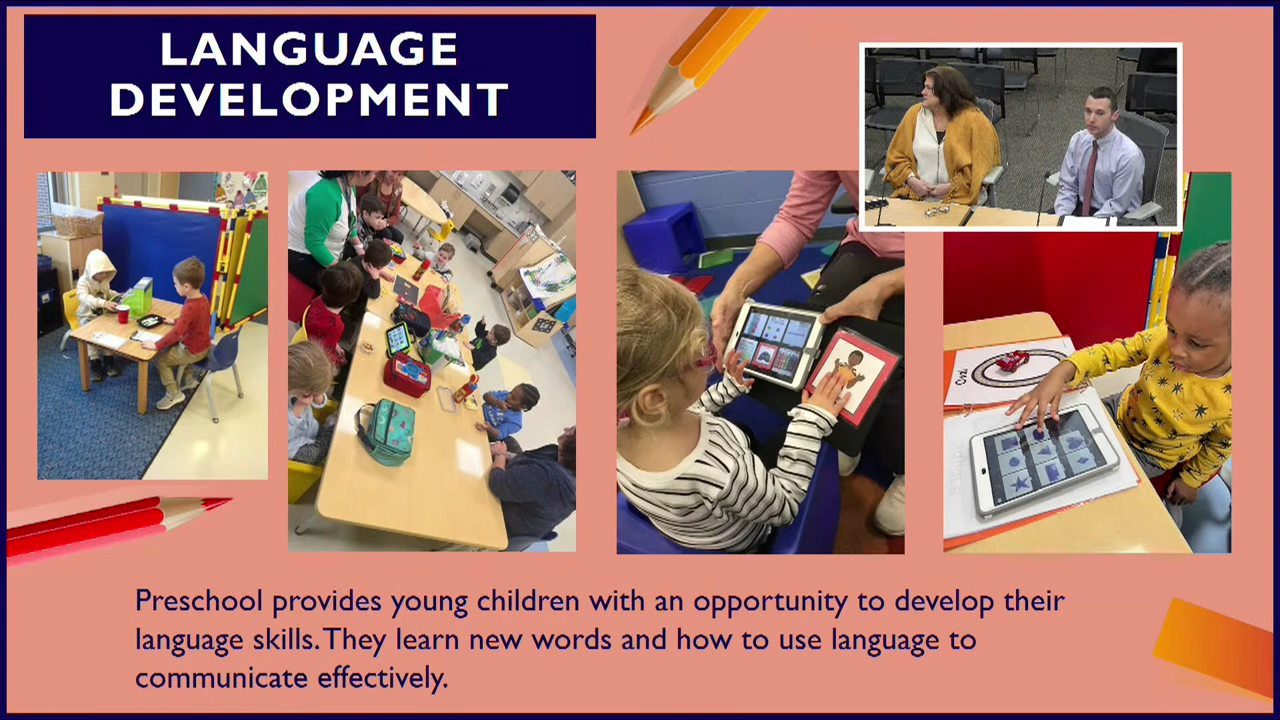 LANGUAGE
DEVELOPMENT
Oval
Preschool provides young children with an opportunity to develop their
language skills. They learn new words and how to use language to
communicate effectively.